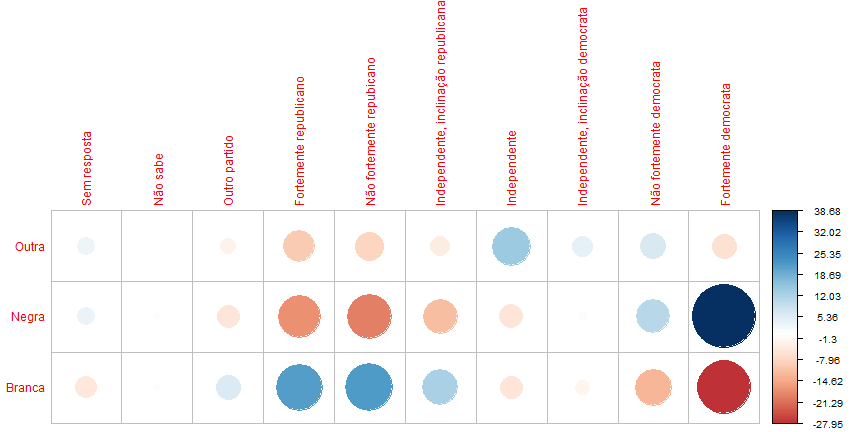 Sem resposta
Não sabe
Outro partido
Fortemente republicano
Não fortemente repubicano
Independente, inclinação republicana
Independente
Independente, inclinação democrata
Não fortemente democrata
Fortemente democrata
Outra
Negra
Branca
38.68
32.02
25.35
18.69
12.03
5.36
-1.3
-7.96
-14.62
-21.29
-27.95